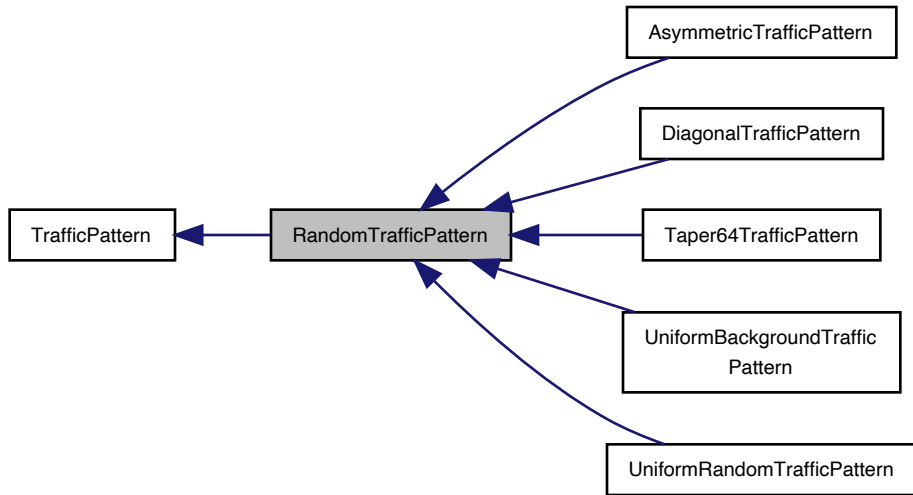 AsymmetricTrafficPattern
DiagonalTrafficPattern
TrafficPattern
RandomTrafficPattern
Taper64TrafficPattern
UniformBackgroundTraffic
Pattern
UniformRandomTrafficPattern